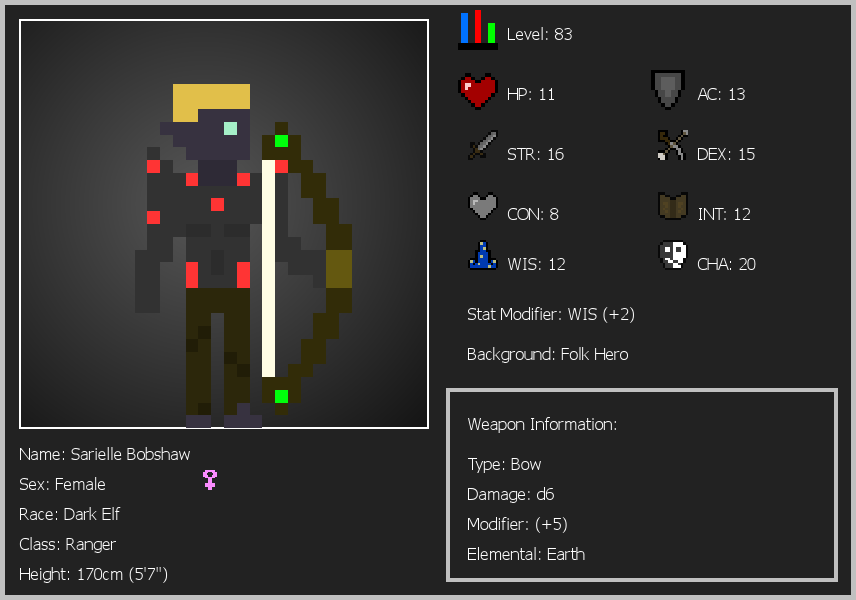 Level: 83
HP: 11
AC: 13
STR: 16
DEX: 15
CON: 8
INT: 12
WIS: 12
CHA: 20
Stat Modifier: WIS (+2)
Background: Folk Hero
Name: Sarielle Bobshaw
Sex: Female
Race: Dark Elf
Class: Ranger
Height: 170cm (5'7")
Weapon Information:
Type: Bow
Damage: d6
Modifier: (+5)
Elemental: Earth